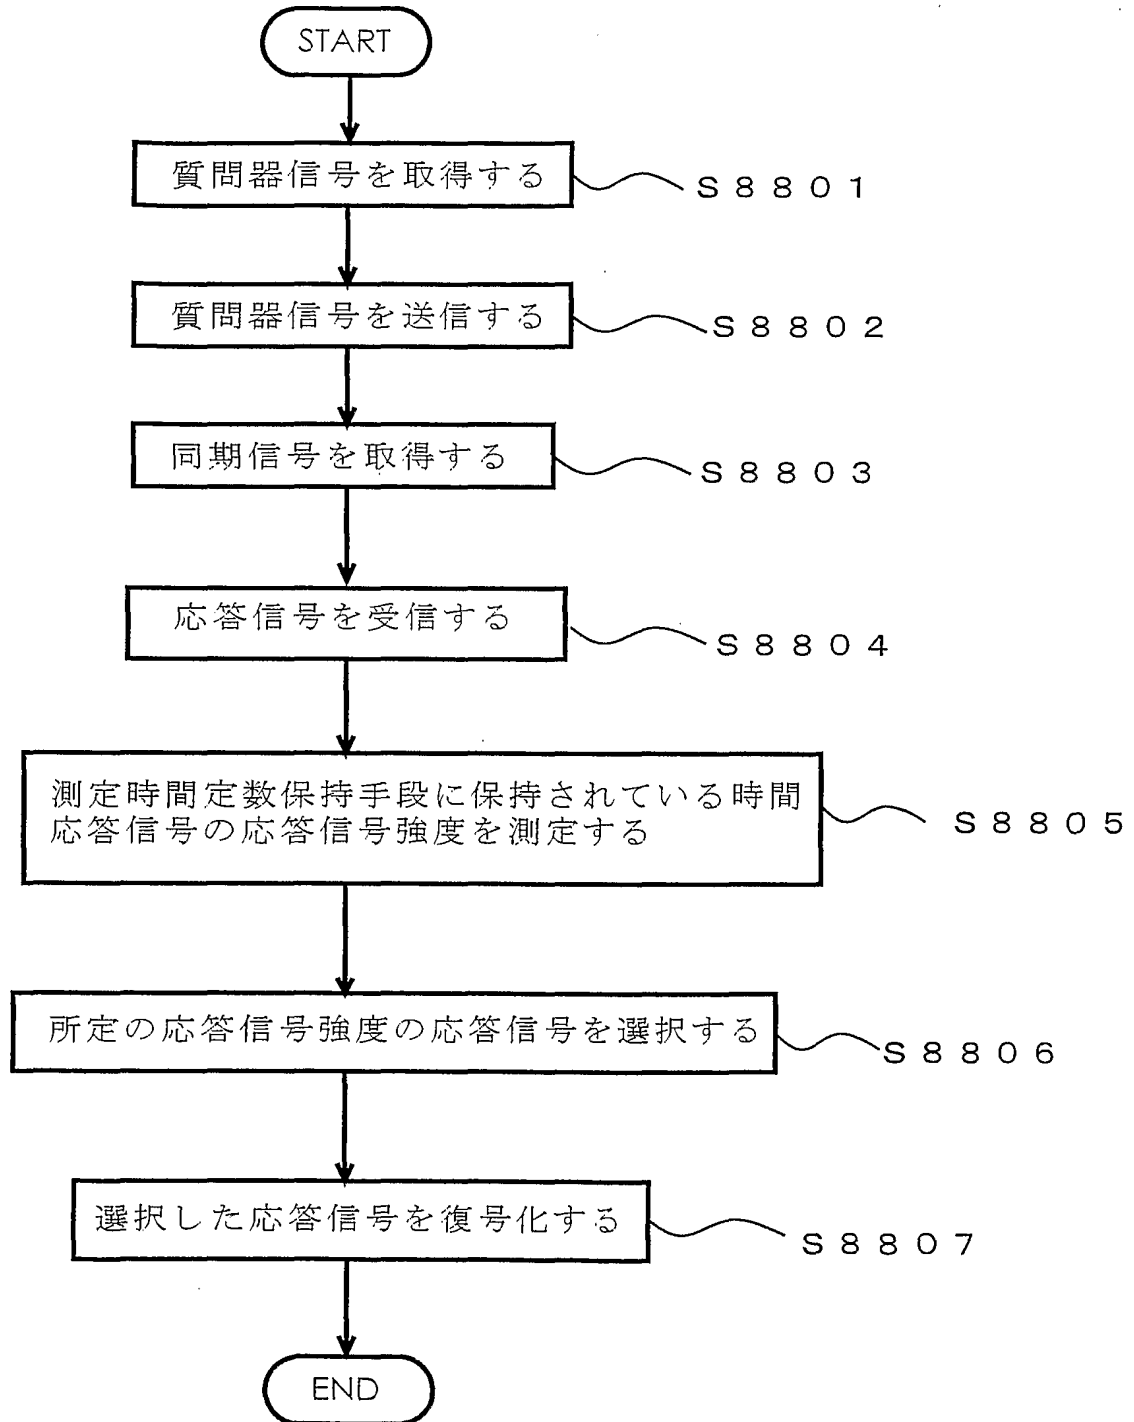 START
質問器信号を取得する
S8801
質問器信号を送信する
S8802
同期信号を取得する
S8803
応答信号を受信する
S8804
測定時間定数保持手段に保持されている時間
応答信号の応答信号強度を測定する
S8805
所定の応答信号強度の応答信号を選択する
S8806
選択した応答信号を復号化する
S8807
END